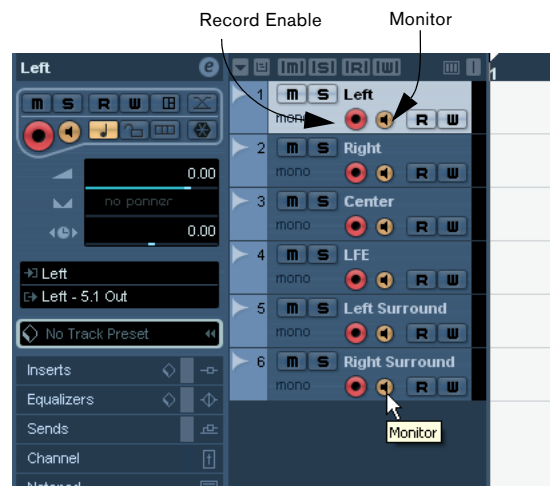 Record Enable Monitor
Left e
m S R W
0.00
no panner
0.00
Left
Left - 5.1 Out
No Track Preset
Inserts
Equalizers
Sends
Channel
Notepad
m S R W
1
1 m S Left
mono R W
2 m S Right
mono R W
3 m S Center
mono R W
4 m S LFE
mono R W
5 m S Left Surround
mono R W
6 m S Right Surround
mono R W
Monitor